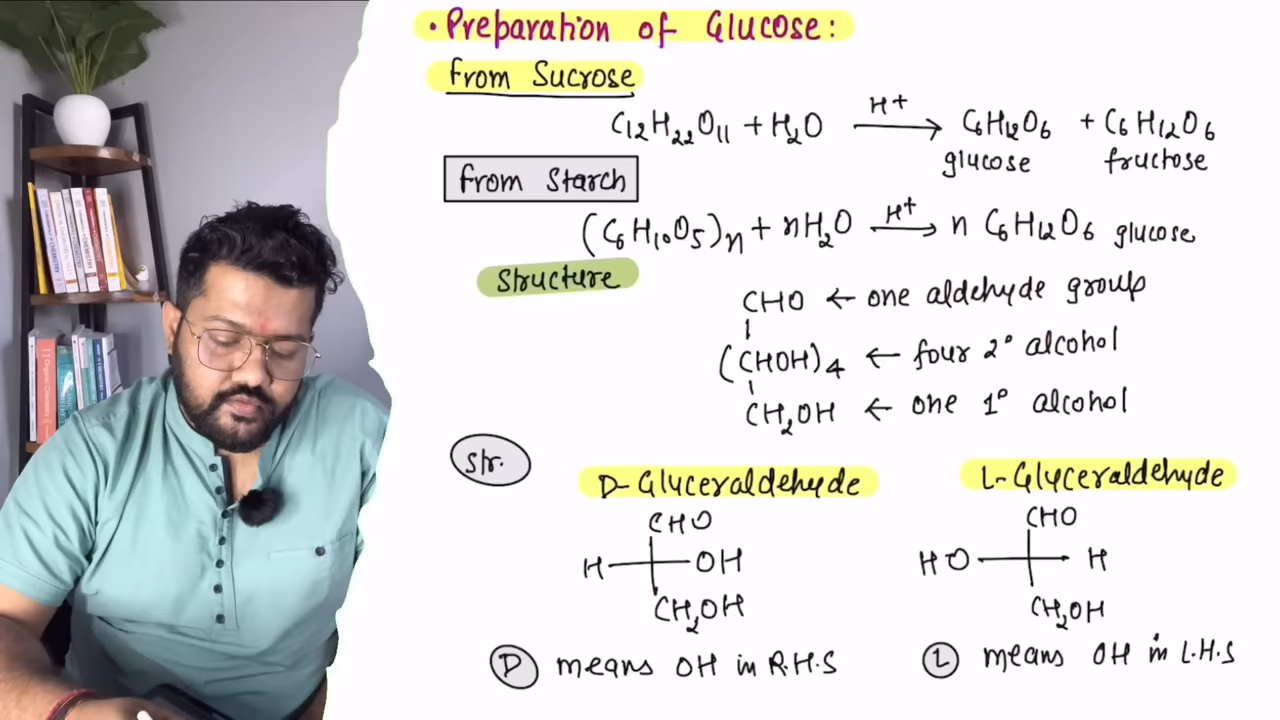 • Preparation of Glucose:
from Sucrose
C₁₂H₂₂O₁₁ + H₂O —H⁺→ C₆H₁₂O₆ + C₆H₁₂O₆
glucose fructose
from Starch
(C₆H₁₀O₅)n + nH₂O —H⁺→ n C₆H₁₂O₆ glucose
Structure
CHO ← one aldehyde group
(CHOH)₄ ← four 2° alcohol
CH₂OH ← one 1° alcohol
Str.
D-Glyceraldehyde L-Glyceraldehyde
CHO CHO
H OH HO H
CH₂OH CH₂OH
D means OH in R.H.S L means OH in L.H.S